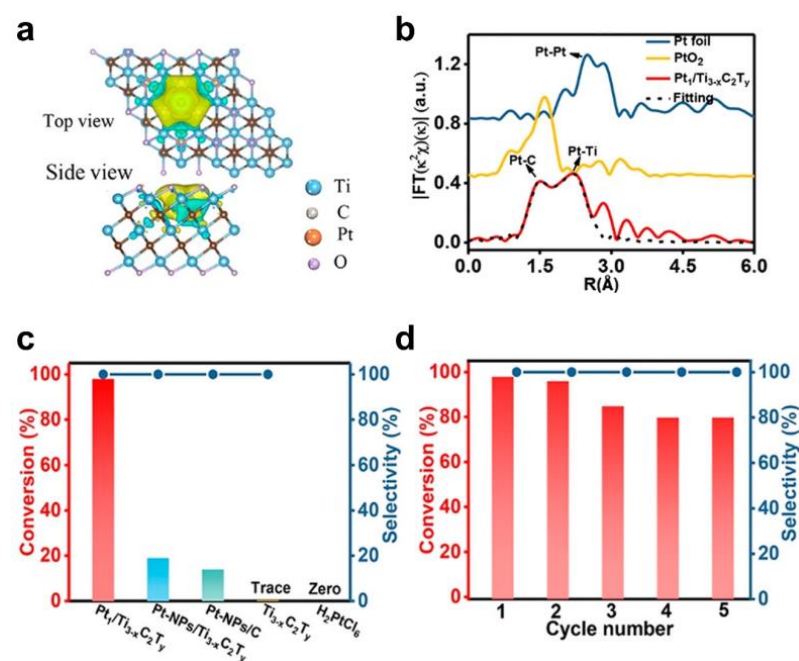 a
Top view
Side view
Ti
C
Pt
O
b
Pt-Pt
Pt foil
PtO₂
Pt₁/Ti₃₋ₓC₂Tᵧ
Fitting
Pt-C
Pt-Ti
|FT(κ²χ)(κ)| (a.u.)
1.2
0.8
0.4
0.0
0.0 1.5 3.0 4.5 6.0
R(Å)
c
Conversion (%)
100
80
60
40
20
0
Trace
Zero
Selectivity (%)
100
80
60
40
20
0
Pt₁/Ti₃₋ₓC₂Tᵧ
Pt-NPs/Ti₃₋ₓC₂Tᵧ
Pt-NPs/C
Ti₃₋ₓC₂Tᵧ
H₂PtCl₆
d
Conversion (%)
100
80
60
40
20
0
Selectivity (%)
100
80
60
40
20
0
1 2 3 4 5
Cycle number